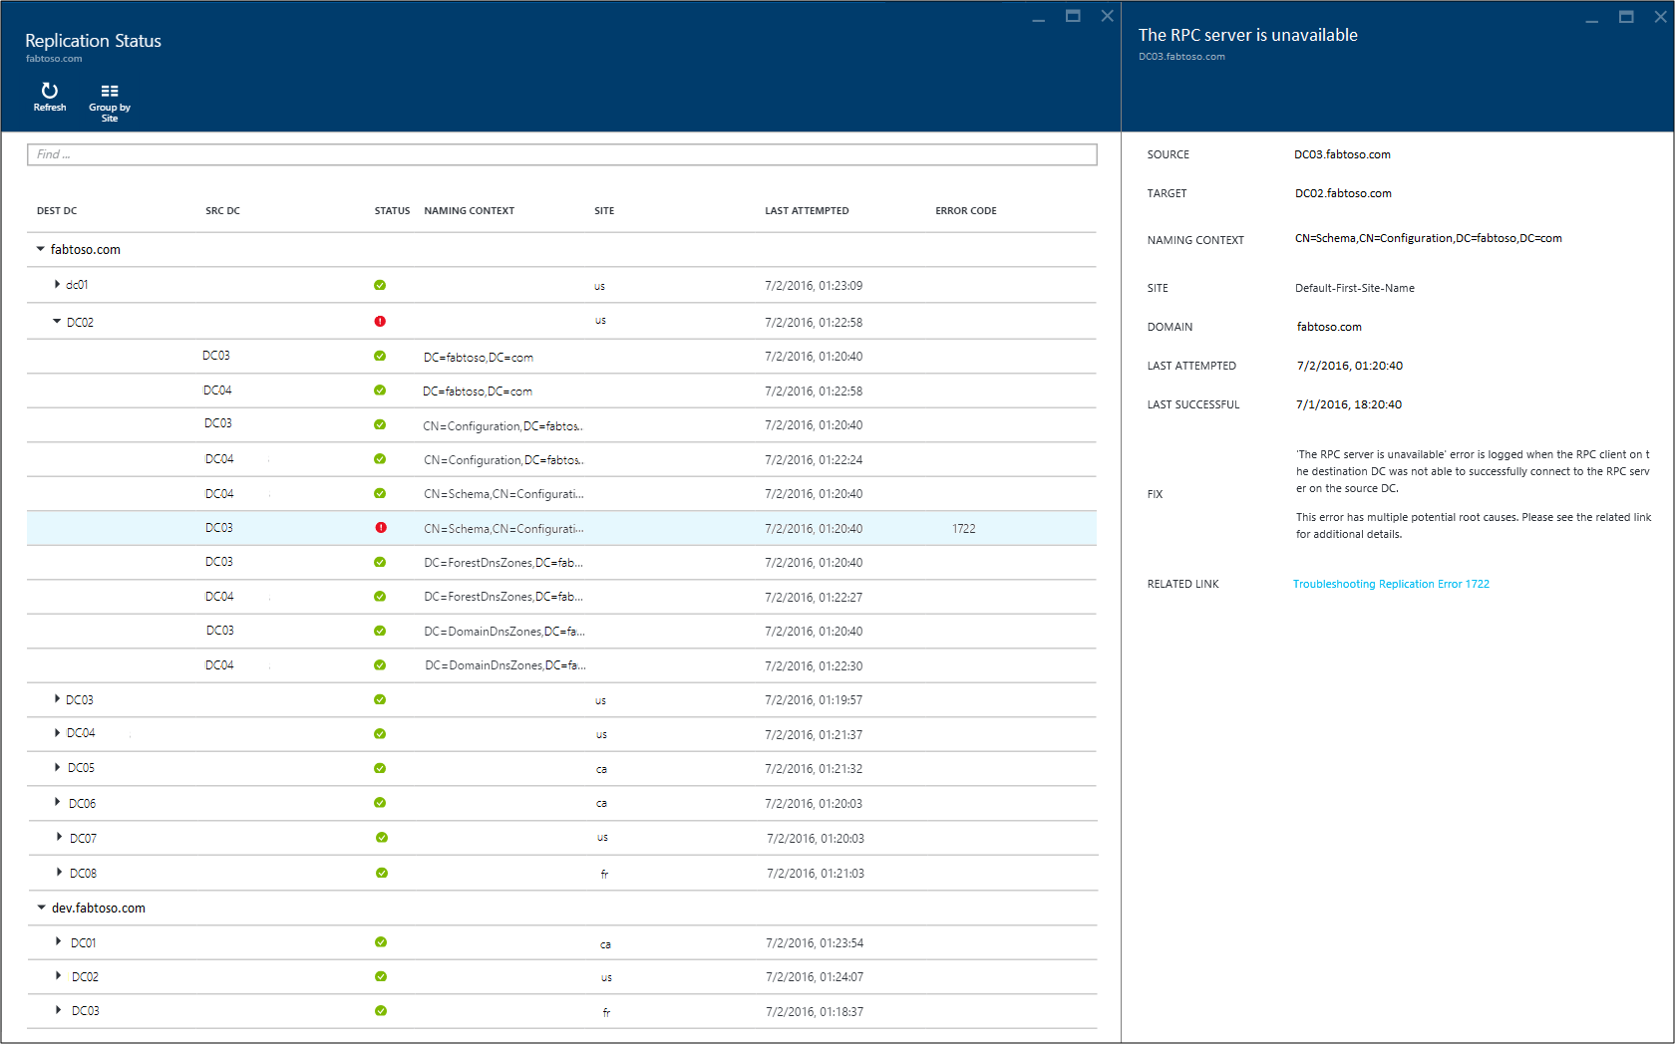 Replication Status
fabtoso.com
Refresh
Group by
Site
Find ...
DEST DC SRC DC STATUS NAMING CONTEXT SITE LAST ATTEMPTED ERROR CODE
fabtoso.com
dc01 us 7/2/2016, 01:23:09
DC02 us 7/2/2016, 01:22:58
DC03 DC=fabtoso,DC=com 7/2/2016, 01:20:40
DC04 DC=fabtoso,DC=com 7/2/2016, 01:22:58
DC03 CN=Configuration,DC=fabtos.. 7/2/2016, 01:20:40
DC04 CN=Configuration,DC=fabtos.. 7/2/2016, 01:22:24
DC04 CN=Schema,CN=Configurati... 7/2/2016, 01:20:40
DC03 CN=Schema,CN=Configurati... 7/2/2016, 01:20:40 1722
DC03 DC=ForestDnsZones,DC=fab... 7/2/2016, 01:20:40
DC04 DC=ForestDnsZones,DC=fab... 7/2/2016, 01:22:27
DC03 DC=DomainDnsZones,DC=fa... 7/2/2016, 01:20:40
DC04 DC=DomainDnsZones,DC=fa... 7/2/2016, 01:22:30
DC03 us 7/2/2016, 01:19:57
DC04 us 7/2/2016, 01:21:37
DC05 ca 7/2/2016, 01:21:32
DC06 ca 7/2/2016, 01:20:03
DC07 us 7/2/2016, 01:20:03
DC08 fr 7/2/2016, 01:21:03
dev.fabtoso.com
DC01 ca 7/2/2016, 01:23:54
DC02 us 7/2/2016, 01:24:07
DC03 fr 7/2/2016, 01:18:37
The RPC server is unavailable
DC03.fabtoso.com
SOURCE DC03.fabtoso.com
TARGET DC02.fabtoso.com
NAMING CONTEXT CN=Schema,CN=Configuration,DC=fabtoso,DC=com
SITE Default-First-Site-Name
DOMAIN fabtoso.com
LAST ATTEMPTED 7/2/2016, 01:20:40
LAST SUCCESSFUL 7/1/2016, 18:20:40
FIX
'The RPC server is unavailable' error is logged when the RPC client on t
he destination DC was not able to successfully connect to the RPC serv
er on the source DC.
This error has multiple potential root causes. Please see the related link
for additional details.
RELATED LINK Troubleshooting Replication Error 1722